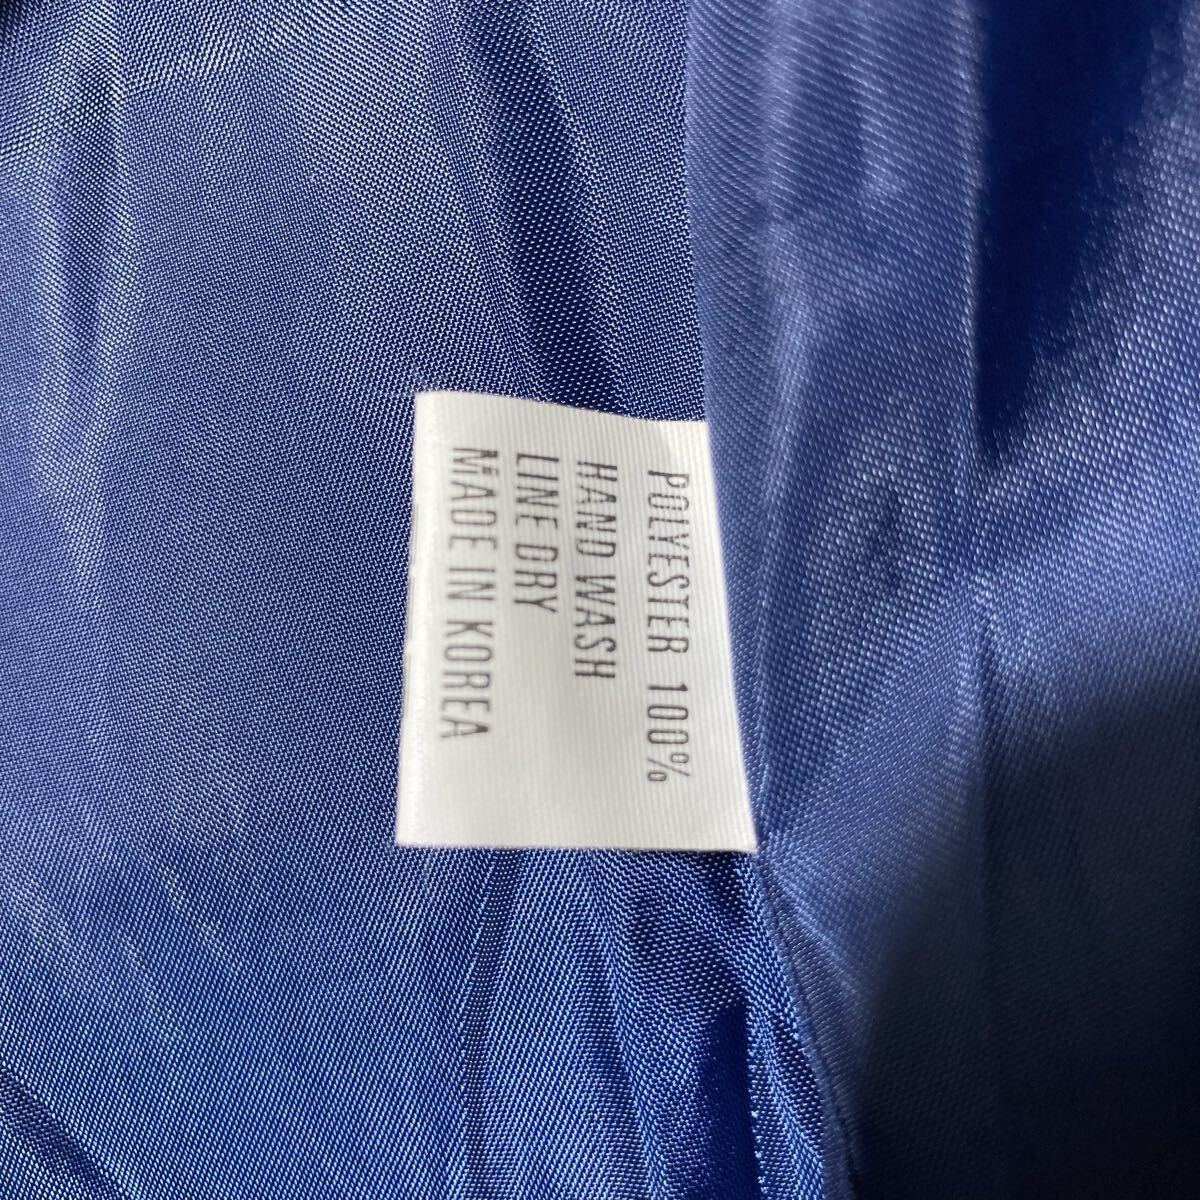 POLYESTER 100%
HAND WASH
LINE DRY
MADE IN KOREA